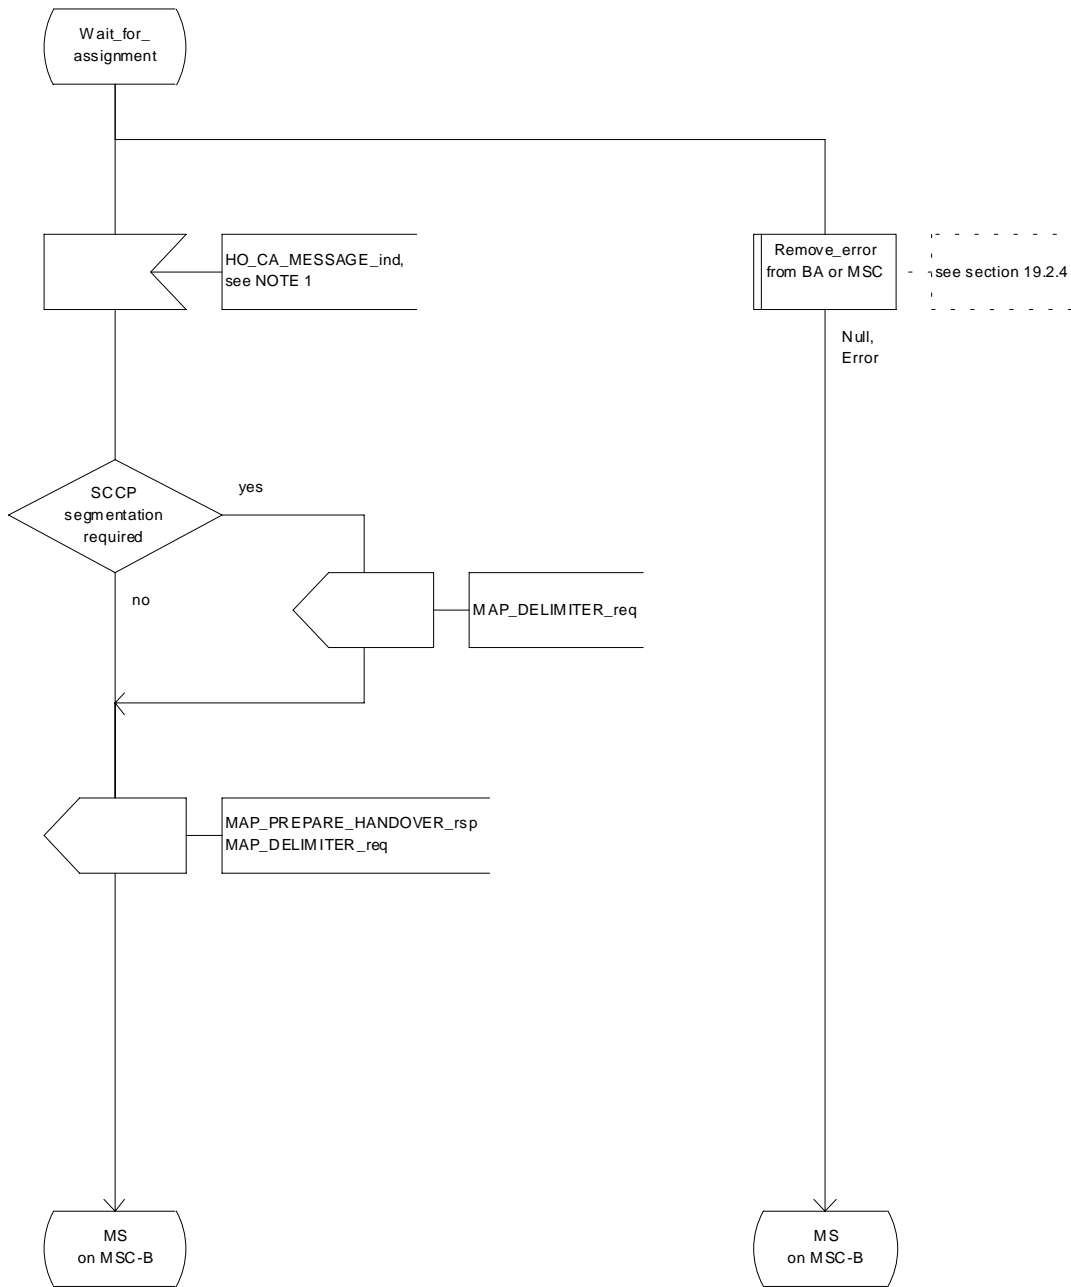 Wait_for_
assignment
HO_CA_MESSAGE_ind,
see NOTE 1
Remove_error
from BA or MSC
see section 19.2.4
Null,
Error
SCCP
segmentation
required
yes
no
MAP_DELIMITER_req
MAP_PREPARE_HANDOVER_rsp
MAP_DELIMITER_req
MS
on MSC-B
MS
on MSC-B